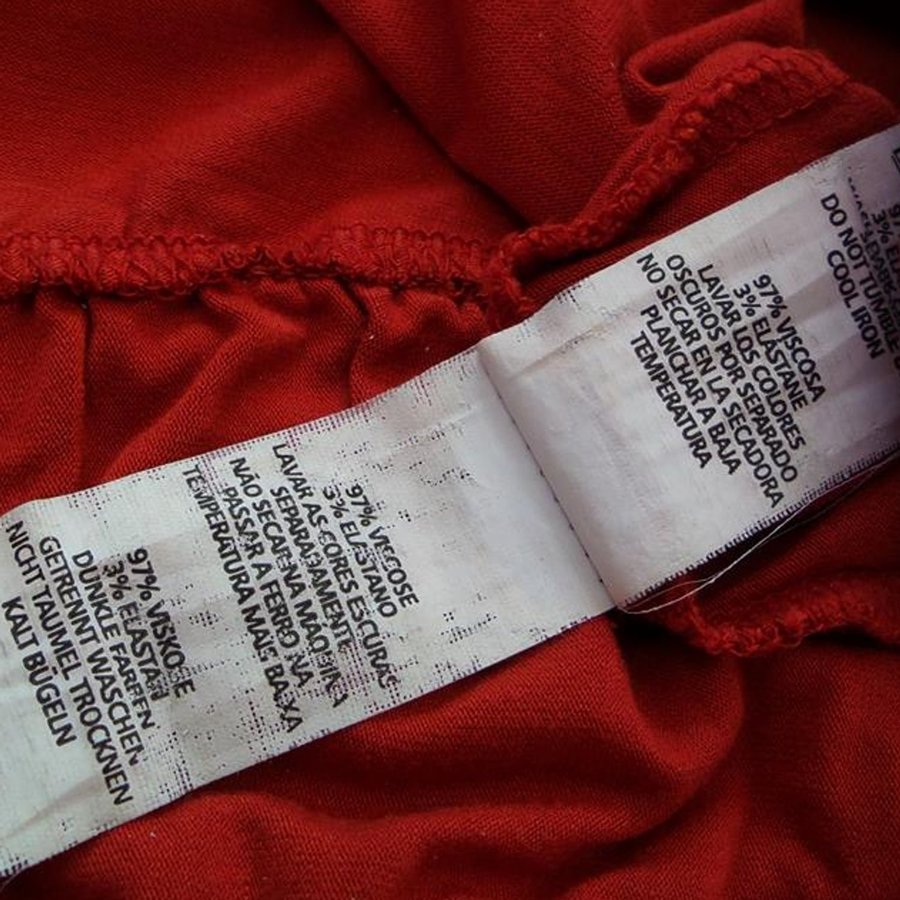 97% VISKOSE
3% ELASTAN
DUNKLE FARBEN
GETRENNT WASCHEN
NICHT TAUMEL TROCKNEN
KALT BÜGELN
97% VISCOSE
3% ELASTANO
LAVAR AS CORES ESCURAS
SEPARADAMENTE
NÃO SECAR NA MAQUINA
PASSAR A FERRO NA
TEMPERATURA MAIS BAIXA
97% VISCOSA
3% ELASTANE
LAVAR LOS COLORES
OSCUROS POR SEPARADO
NO SECAR EN LA SECADORA
PLANCHAR A BAJA
TEMPERATURA
3%
DO NOT TUMBLE
COOL IRON